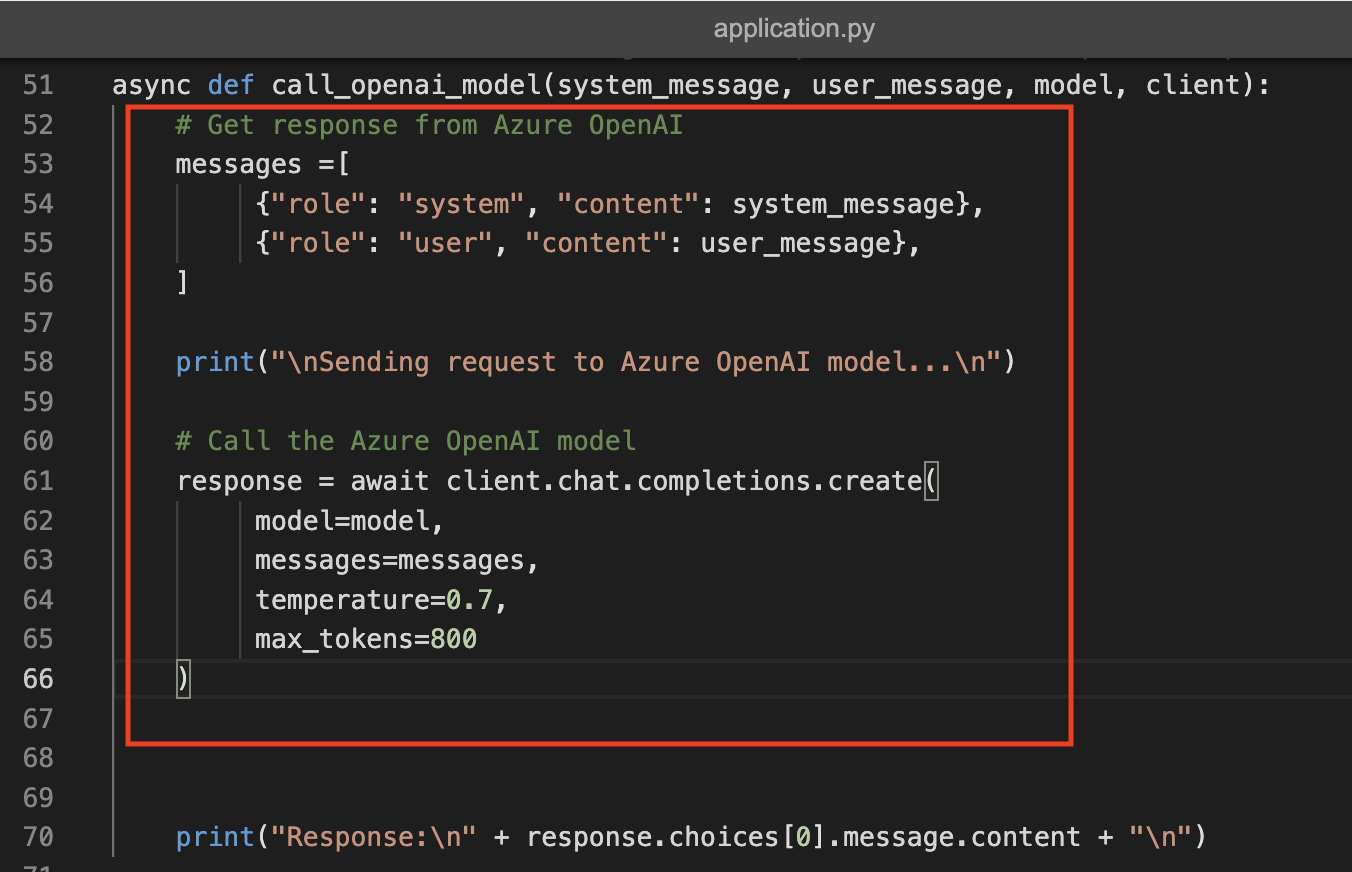 application.py
51 async def call_openai_model(system_message, user_message, model, client):
52 # Get response from Azure OpenAI
53 messages =[
54 {"role": "system", "content": system_message},
55 {"role": "user", "content": user_message},
56 ]
57
58 print("\nSending request to Azure OpenAI model...\n")
59
60 # Call the Azure OpenAI model
61 response = await client.chat.completions.create(
62 model=model,
63 messages=messages,
64 temperature=0.7,
65 max_tokens=800
66 )
67
68
69
70 print("Response:\n" + response.choices[0].message.content + "\n")